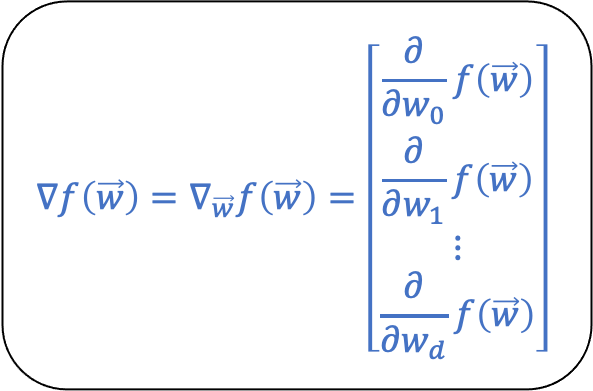 ∇f(w⃗) = ∇_w⃗ f(w⃗) = [ ∂/∂w₀ f(w⃗)
∂/∂w₁ f(w⃗)
⋮
∂/∂w_d f(w⃗) ]